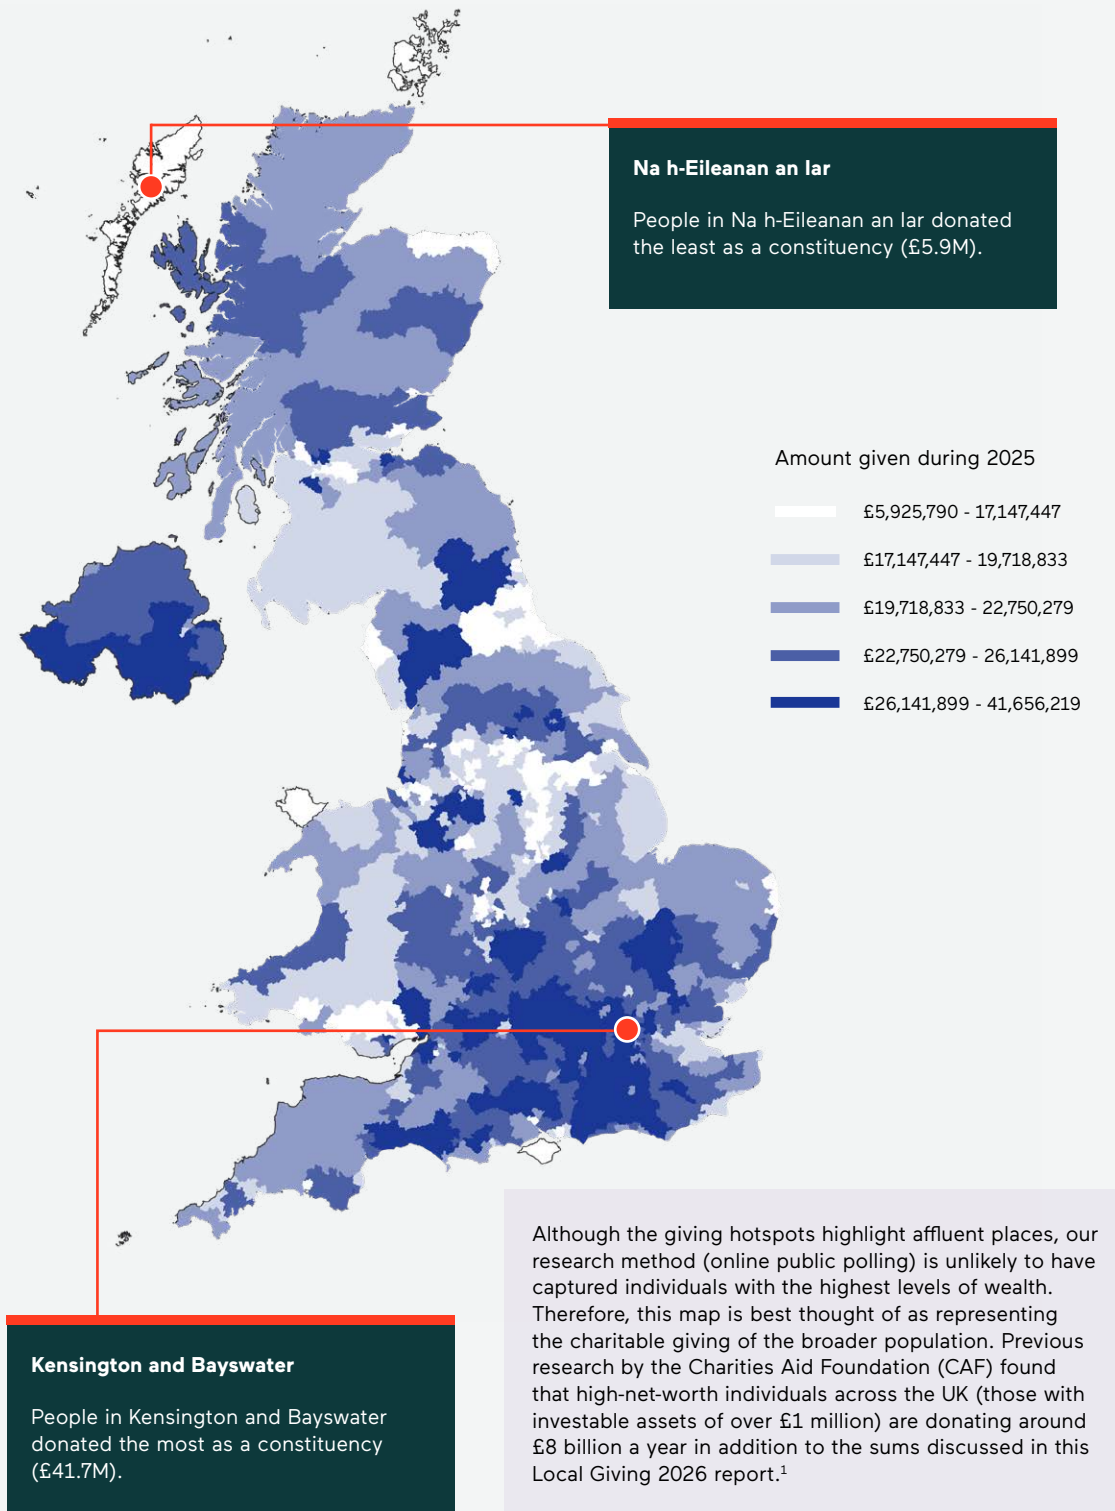 Na h-Eileanan an Iar
People in Na h-Eileanan an Iar donated
the least as a constituency (£5.9M).
Amount given during 2025
£5,925,790 - 17,147,447
£17,147,447 - 19,718,833
£19,718,833 - 22,750,279
£22,750,279 - 26,141,899
£26,141,899 - 41,656,219
Kensington and Bayswater
People in Kensington and Bayswater
donated the most as a constituency
(£41.7M).
Although the giving hotspots highlight affluent places, our
research method (online public polling) is unlikely to have
captured individuals with the highest levels of wealth.
Therefore, this map is best thought of as representing
the charitable giving of the broader population. Previous
research by the Charities Aid Foundation (CAF) found
that high-net-worth individuals across the UK (those with
investable assets of over £1 million) are donating around
£8 billion a year in addition to the sums discussed in this
Local Giving 2026 report.¹